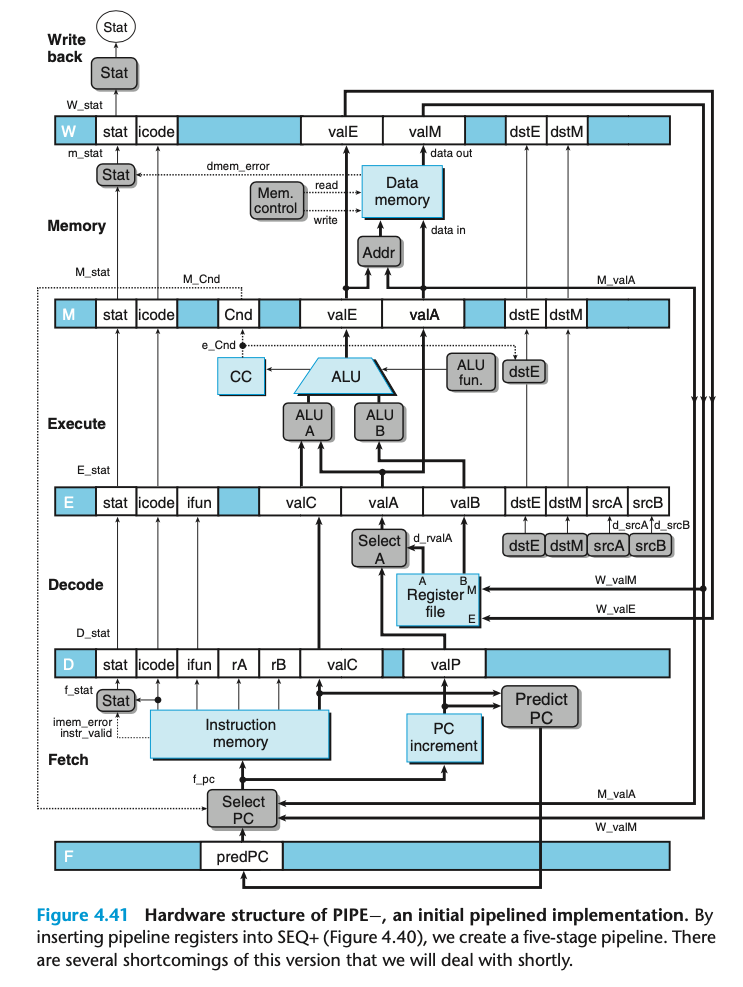 Stat
Write
back
Stat
W_stat
W stat icode valE valM dstE dstM
m_stat data out
Stat dmem_error
Mem.
control
read
write
Data
memory
Memory
data in
Addr
M_stat
M_Cnd
M_valA
M stat icode Cnd valE valA dstE dstM
e_Cnd
CC
ALU
ALU
fun.
dstE
ALU
A
ALU
B
Execute
E_stat
E stat icode ifun valC valA valB dstE dstM srcA srcB
d_srcA d_srcB
Select
A
d_rvalA
dstE dstM srcA srcB
A B
M
Register
file
E
W_valM
W_valE
Decode
D_stat
D stat icode ifun rA rB valC valP
f_stat
Stat
imem_error
instr_valid
Instruction
memory
PC
increment
Predict
PC
Fetch
f_pc
Select
PC
M_valA
W_valM
F predPC
Figure 4.41 Hardware structure of PIPE−, an initial pipelined implementation. By
inserting pipeline registers into SEQ+ (Figure 4.40), we create a five-stage pipeline. There
are several shortcomings of this version that we will deal with shortly.